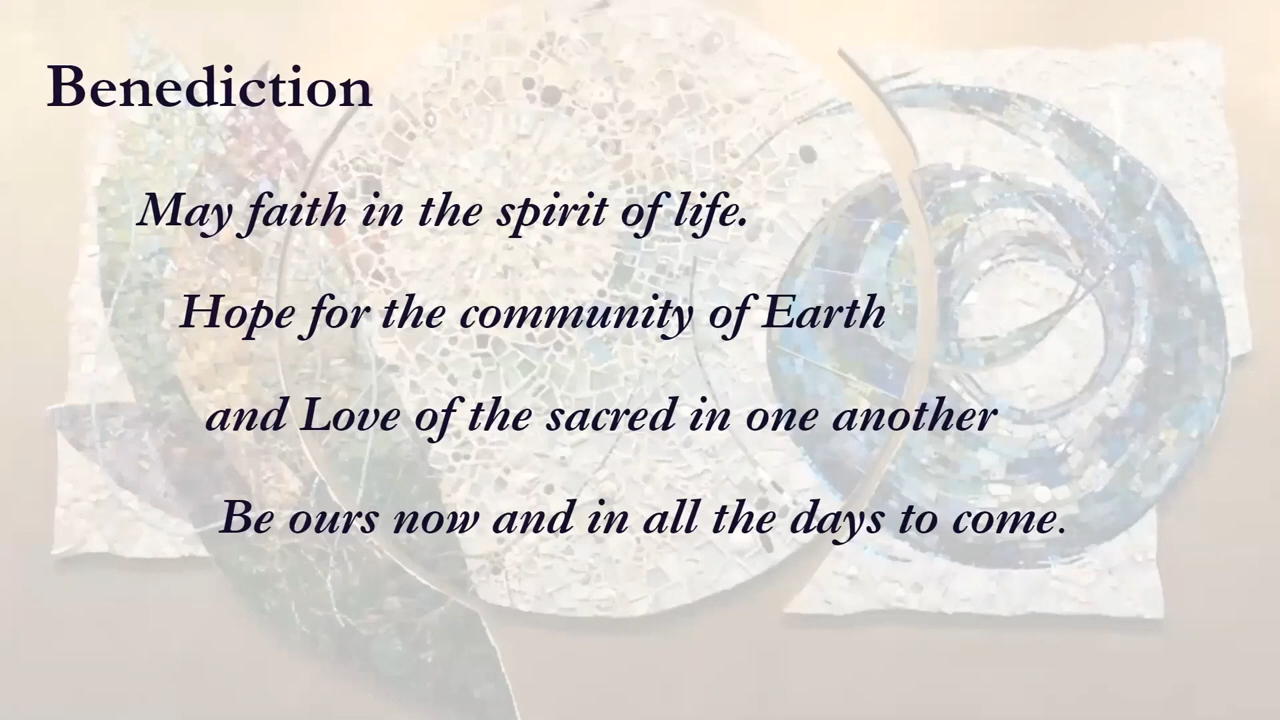 Benediction
May faith in the spirit of life.
Hope for the community of Earth
and Love of the sacred in one another
Be ours now and in all the days to come.